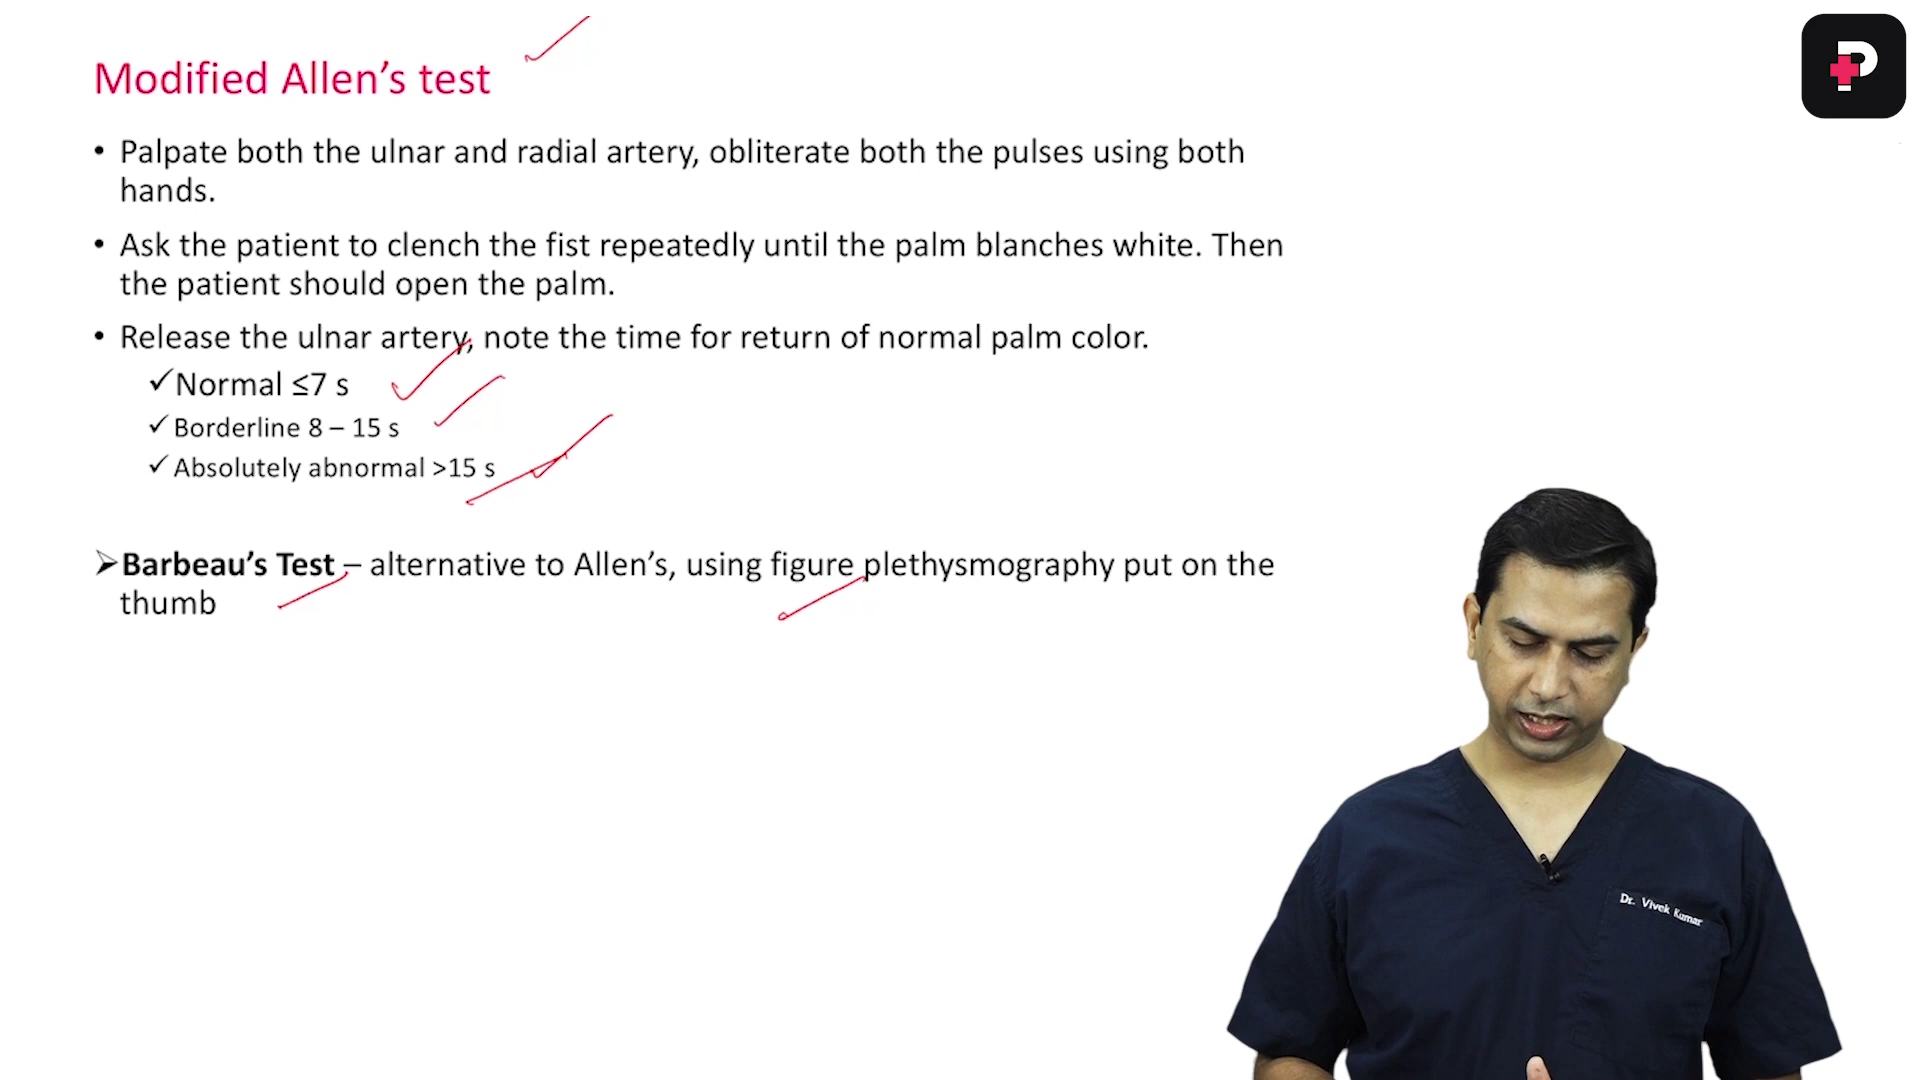 Modified Allen’s test
• Palpate both the ulnar and radial artery, obliterate both the pulses using both
hands.
• Ask the patient to clench the fist repeatedly until the palm blanches white. Then
the patient should open the palm.
• Release the ulnar artery, note the time for return of normal palm color.
✓Normal ≤7 s
✓Borderline 8 – 15 s
✓Absolutely abnormal >15 s
➢Barbeau’s Test – alternative to Allen’s, using figure plethysmography put on the
thumb
P
Dr. Vivek Kumar